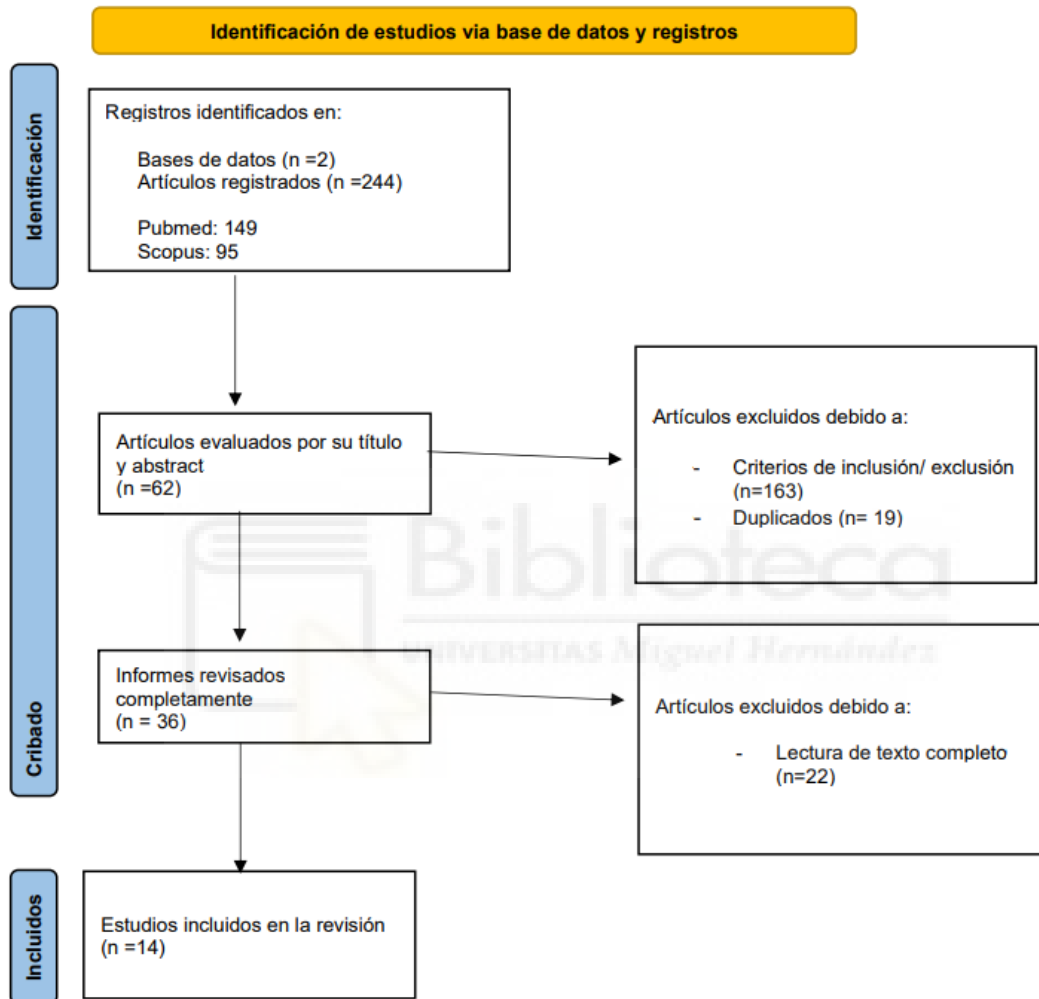 Identificación de estudios via base de datos y registros
Identificación
Registros identificados en:
Bases de datos (n =2)
Artículos registrados (n =244)
Pubmed: 149
Scopus: 95
Cribado
Artículos evaluados por su título
y abstract
(n =62)
Artículos excluidos debido a:
- Criterios de inclusión/ exclusión
(n=163)
- Duplicados (n= 19)
Biblioteca
UNIVERSITAS Miguel Hernández
Informes revisados
completamente
(n = 36)
Artículos excluidos debido a:
- Lectura de texto completo
(n=22)
Incluidos
Estudios incluidos en la revisión
(n =14)